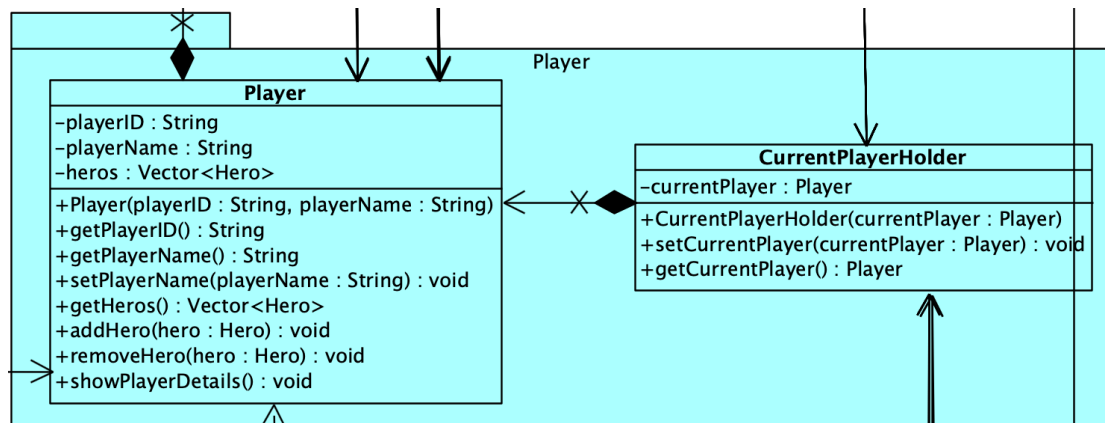 Player
Player
-playerID : String
-playerName : String
-heros : Vector<Hero>
+Player(playerID : String, playerName : String)
+getPlayerID() : String
+getPlayerName() : String
+setPlayerName(playerName : String) : void
+getHeros() : Vector<Hero>
+addHero(hero : Hero) : void
+removeHero(hero : Hero) : void
+showPlayerDetails() : void
CurrentPlayerHolder
-currentPlayer : Player
+CurrentPlayerHolder(currentPlayer : Player)
+setCurrentPlayer(currentPlayer : Player) : void
+getCurrentPlayer() : Player